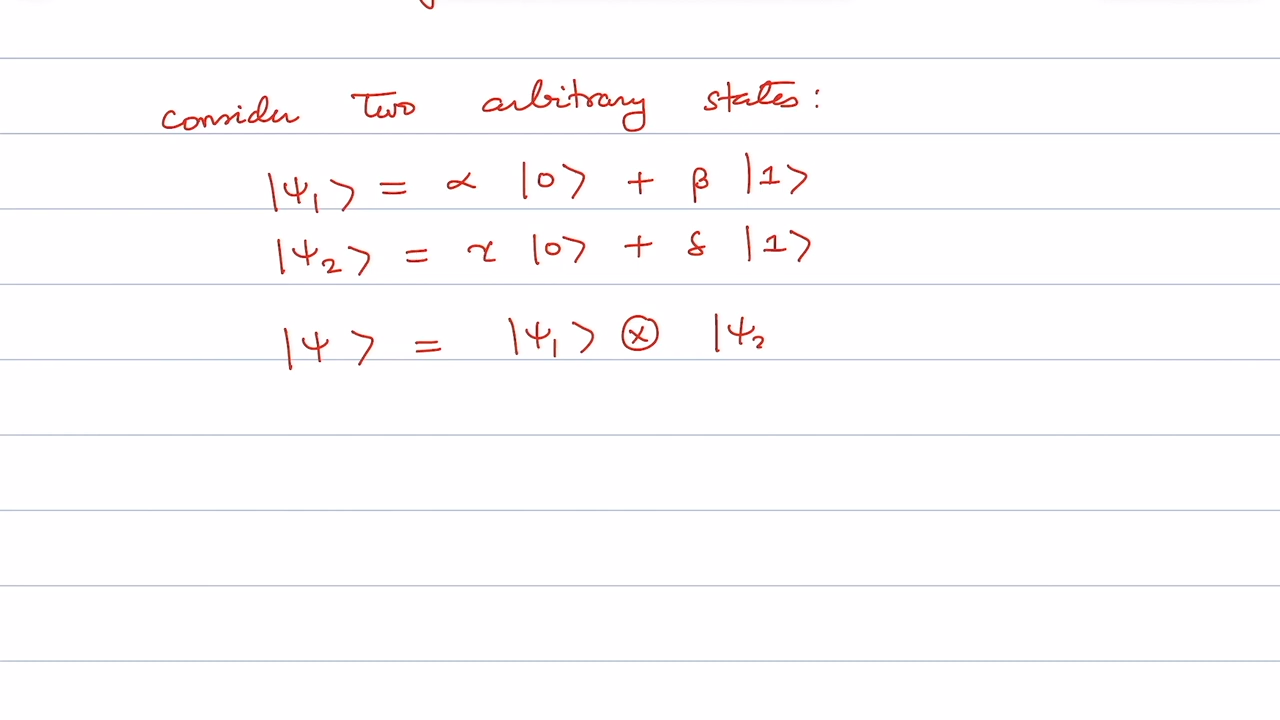 consider two arbitrary states:
|ψ₁⟩ = α |0⟩ + β |1⟩
|ψ₂⟩ = γ |0⟩ + δ |1⟩
|ψ⟩ = |ψ₁⟩ ⊗ |ψ₂